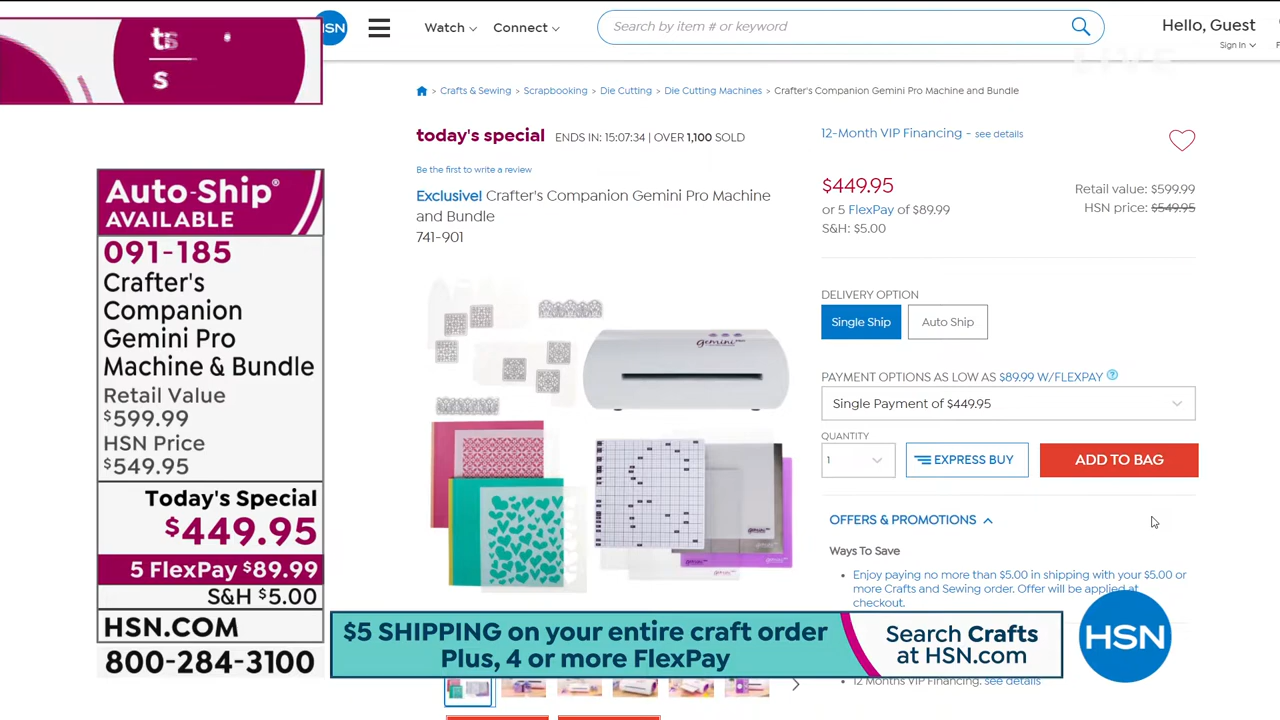 HSN
Watch
Connect
Search by item # or keyword
Hello, Guest
Sign In
LIVE
ts
s
> Crafts & Sewing > Scrapbooking > Die Cutting > Die Cutting Machines > Crafter's Companion Gemini Pro Machine and Bundle
today's special ENDS IN: 15:07:34 | OVER 1,100 SOLD
Be the first to write a review
Exclusive! Crafter's Companion Gemini Pro Machine
and Bundle
741-901
12-Month VIP Financing - see details
$449.95
or 5 FlexPay of $89.99
S&H: $5.00
Retail value: $599.99
HSN price: $549.95
DELIVERY OPTION
Single Ship
Auto Ship
PAYMENT OPTIONS AS LOW AS $89.99 W/FLEXPAY ?
Single Payment of $449.95
QUANTITY
1
EXPRESS BUY
ADD TO BAG
OFFERS & PROMOTIONS
Ways To Save
• Enjoy paying no more than $5.00 in shipping with your $5.00 or
more Crafts and Sewing order. Offer will be applied at
checkout.
12 Months VIP Financing. see details
gemini
Auto-Ship®
AVAILABLE
091-185
Crafter's
Companion
Gemini Pro
Machine & Bundle
Retail Value
$599.99
HSN Price
$549.95
Today's Special
$449.95
5 FlexPay $89.99
S&H $5.00
HSN.COM
800-284-3100
$5 SHIPPING on your entire craft order
Plus, 4 or more FlexPay
Search Crafts
at HSN.com
HSN